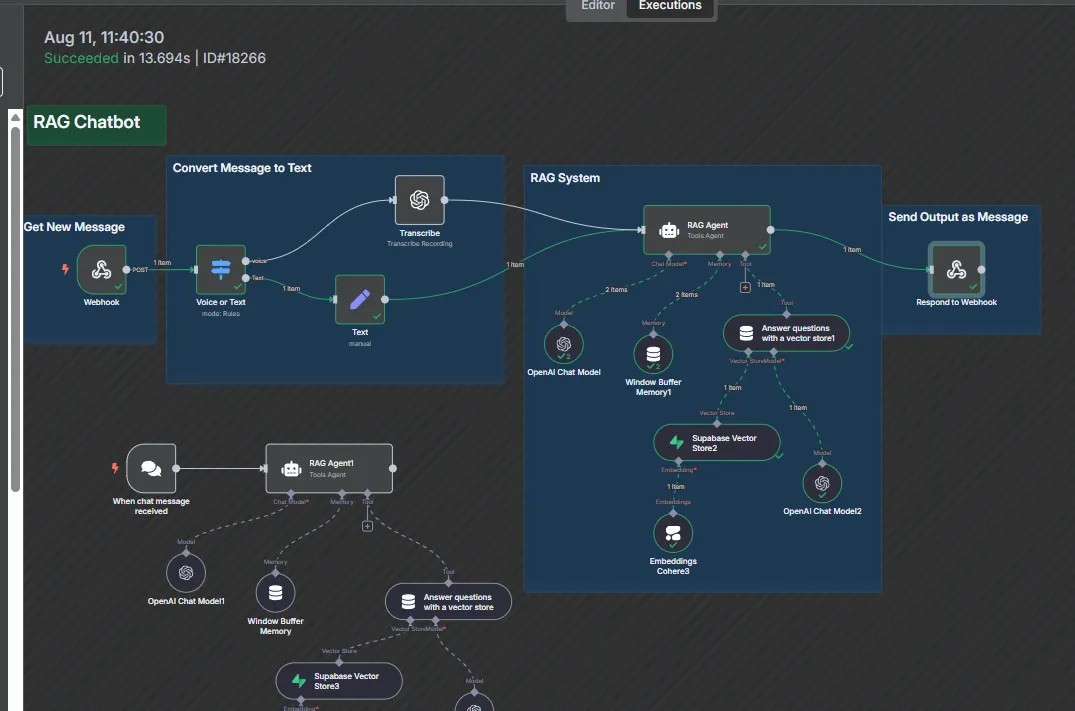 Editor
Executions
Aug 11, 11:40:30
Succeeded in 13.694s | ID#18266
RAG Chatbot
Get New Message
POST
1 Item
Webhook
Convert Message to Text
Voice or Text
mode: Rules
voice
Text
1 Item
Transcribe
Transcribe Recording
Text
manual
1 Item
RAG System
RAG Agent
Tools Agent
Chat Model*
Memory
Tool
2 Items
2 Items
1 Item
Model
OpenAI Chat Model
Memory
Window Buffer
Memory1
Tool
Answer questions
with a vector store1
Vector Store
Model*
1 Item
1 Item
Vector Store
Supabase Vector
Store2
Embedding*
1 Item
Embeddings
Embeddings
Cohere3
Model
OpenAI Chat Model2
1 Item
Send Output as Message
Respond to Webhook
When chat message
received
RAG Agent1
Tools Agent
Chat Model*
Memory
Tool
Model
OpenAI Chat Model1
Memory
Window Buffer
Memory
Tool
Answer questions
with a vector store
Vector Store
Model*
Vector Store
Supabase Vector
Store3
Embedding*
Model